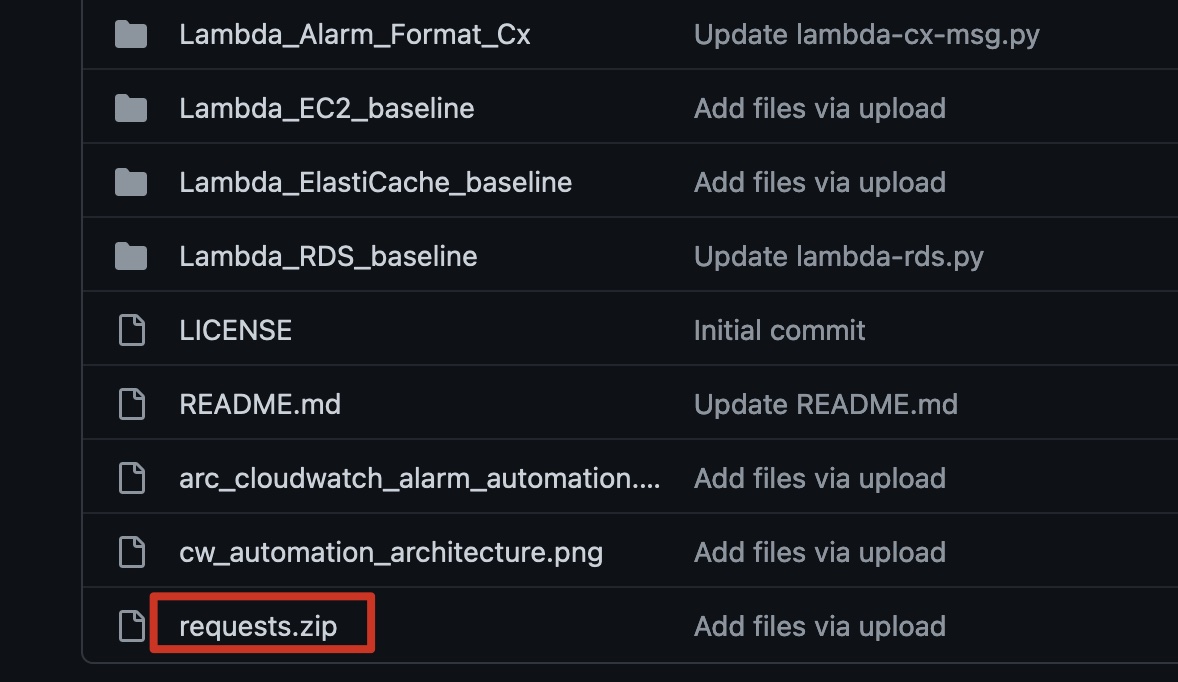 Lambda_Alarm_Format_Cx Update lambda-cx-msg.py
Lambda_EC2_baseline Add files via upload
Lambda_ElastiCache_baseline Add files via upload
Lambda_RDS_baseline Update lambda-rds.py
LICENSE Initial commit
README.md Update README.md
arc_cloudwatch_alarm_automation.... Add files via upload
cw_automation_architecture.png Add files via upload
requests.zip Add files via upload